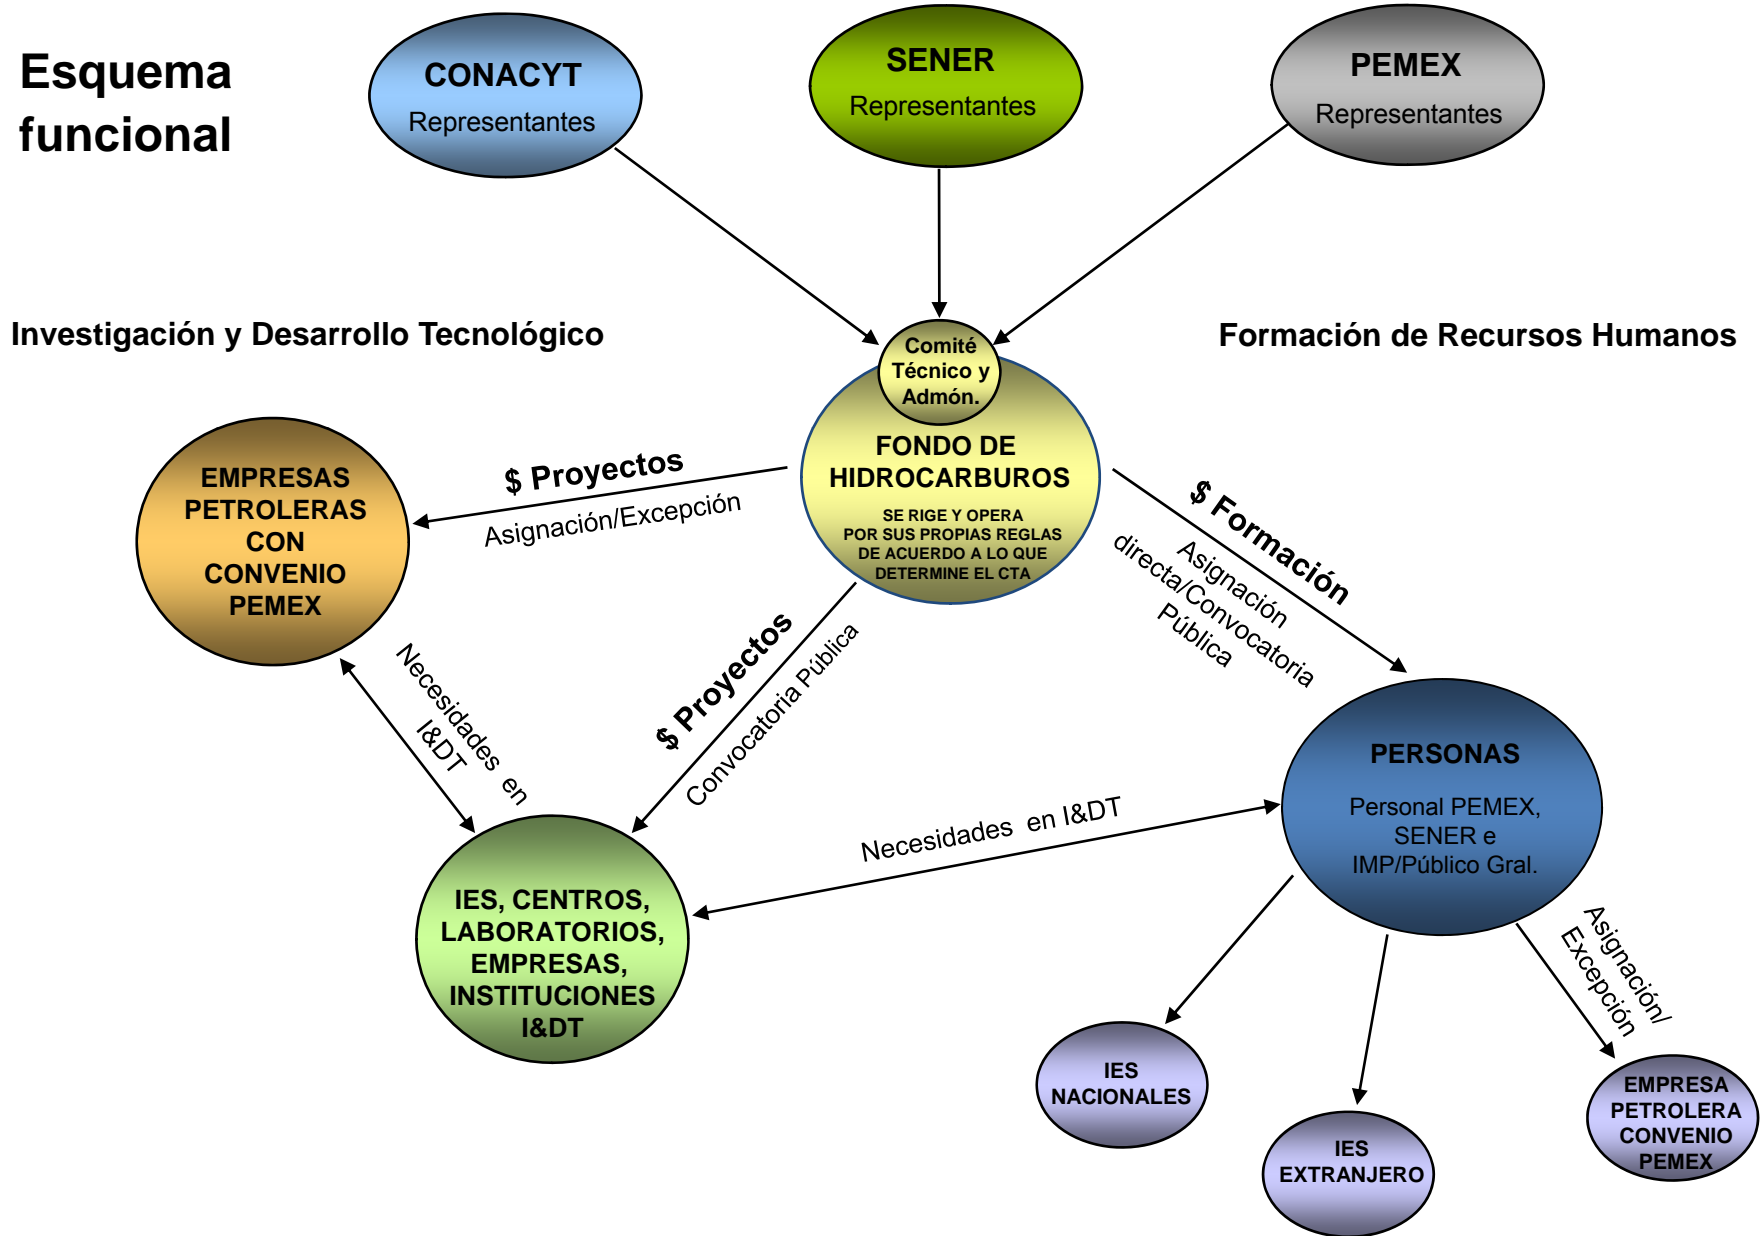 Esquema
funcional
CONACYT
Representantes
SENER
Representantes
PEMEX
Representantes
Investigación y Desarrollo Tecnológico
Formación de Recursos Humanos
Comité
Técnico y
Admón.
FONDO DE
HIDROCARBUROS
SE RIGE Y OPERA
POR SUS PROPIAS REGLAS
DE ACUERDO A LO QUE
DETERMINE EL CTA
$ Proyectos
Asignación/Excepción
EMPRESAS
PETROLERAS
CON
CONVENIO
PEMEX
$ Formación
Asignación
directa/Convocatoria
Pública
$ Proyectos
Convocatoria Pública
Necesidades en
I&DT
Necesidades en I&DT
PERSONAS
Personal PEMEX,
SENER e
IMP/Público Gral.
IES, CENTROS,
LABORATORIOS,
EMPRESAS,
INSTITUCIONES
I&DT
Asignación/
Excepción
IES
NACIONALES
IES
EXTRANJERO
EMPRESA
PETROLERA
CONVENIO
PEMEX